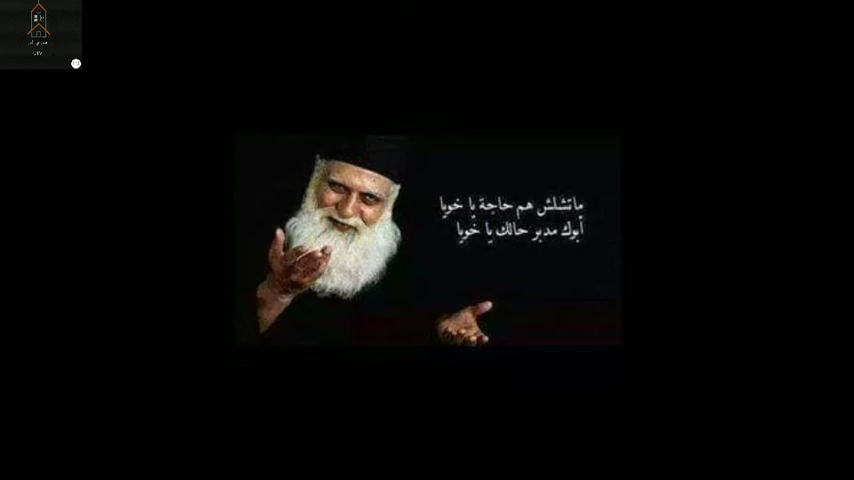 ماتشلش هم حاجة يا خويا
أبوك مدبر حالك يا خويا